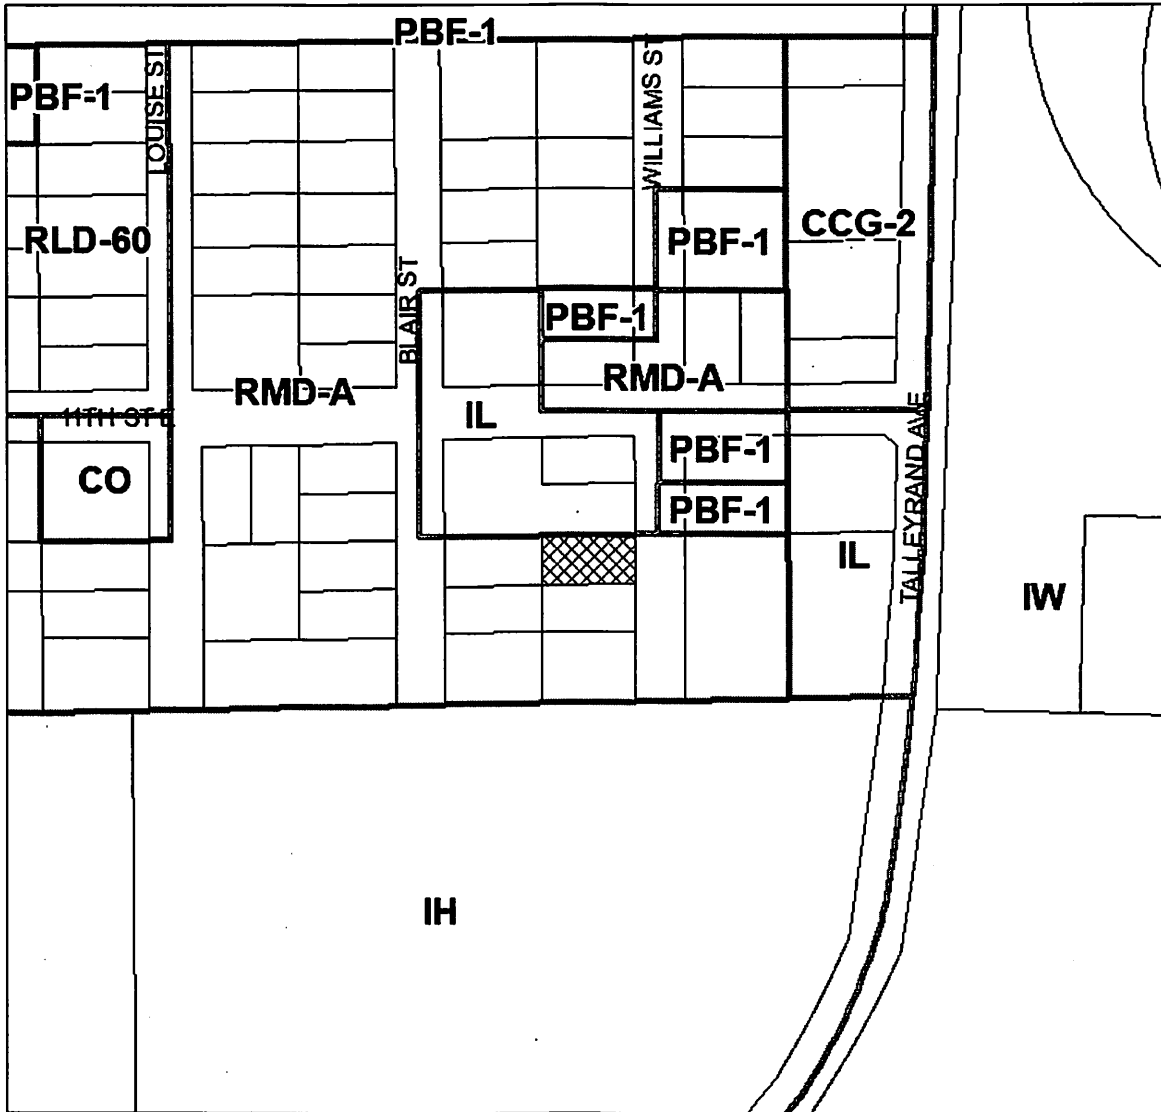 PBF-1
PBF-1
LOUISE ST
WILLIAMS ST
RLD-60
PBF-1
CCG-2
BLAIR ST
PBF-1
RMD-A
RMD-A
IL
11TH ST E
PBF-1
CO
PBF-1
TALLEYRAND AVE
IL
IW
IH